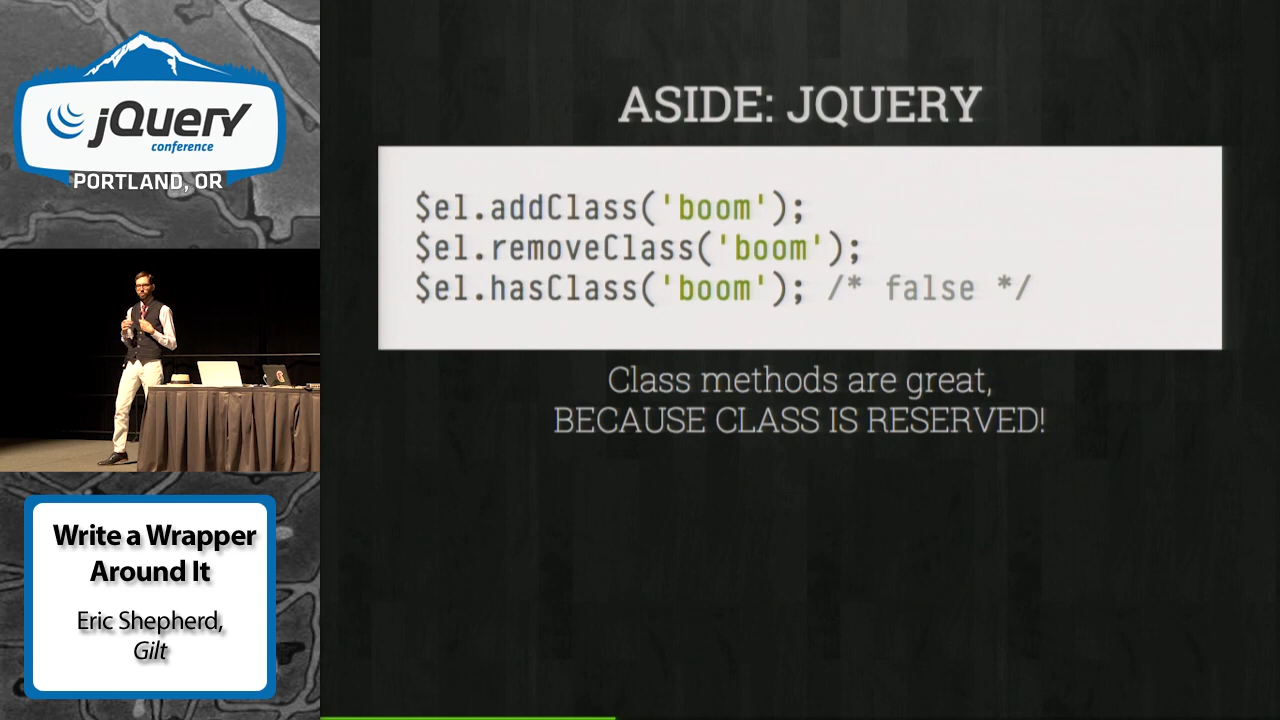 jQuery
conference
PORTLAND, OR
Write a Wrapper
Around It
Eric Shepherd,
Gilt
ASIDE: JQUERY
$el.addClass('boom');
$el.removeClass('boom');
$el.hasClass('boom'); /* false */
Class methods are great,
BECAUSE CLASS IS RESERVED!